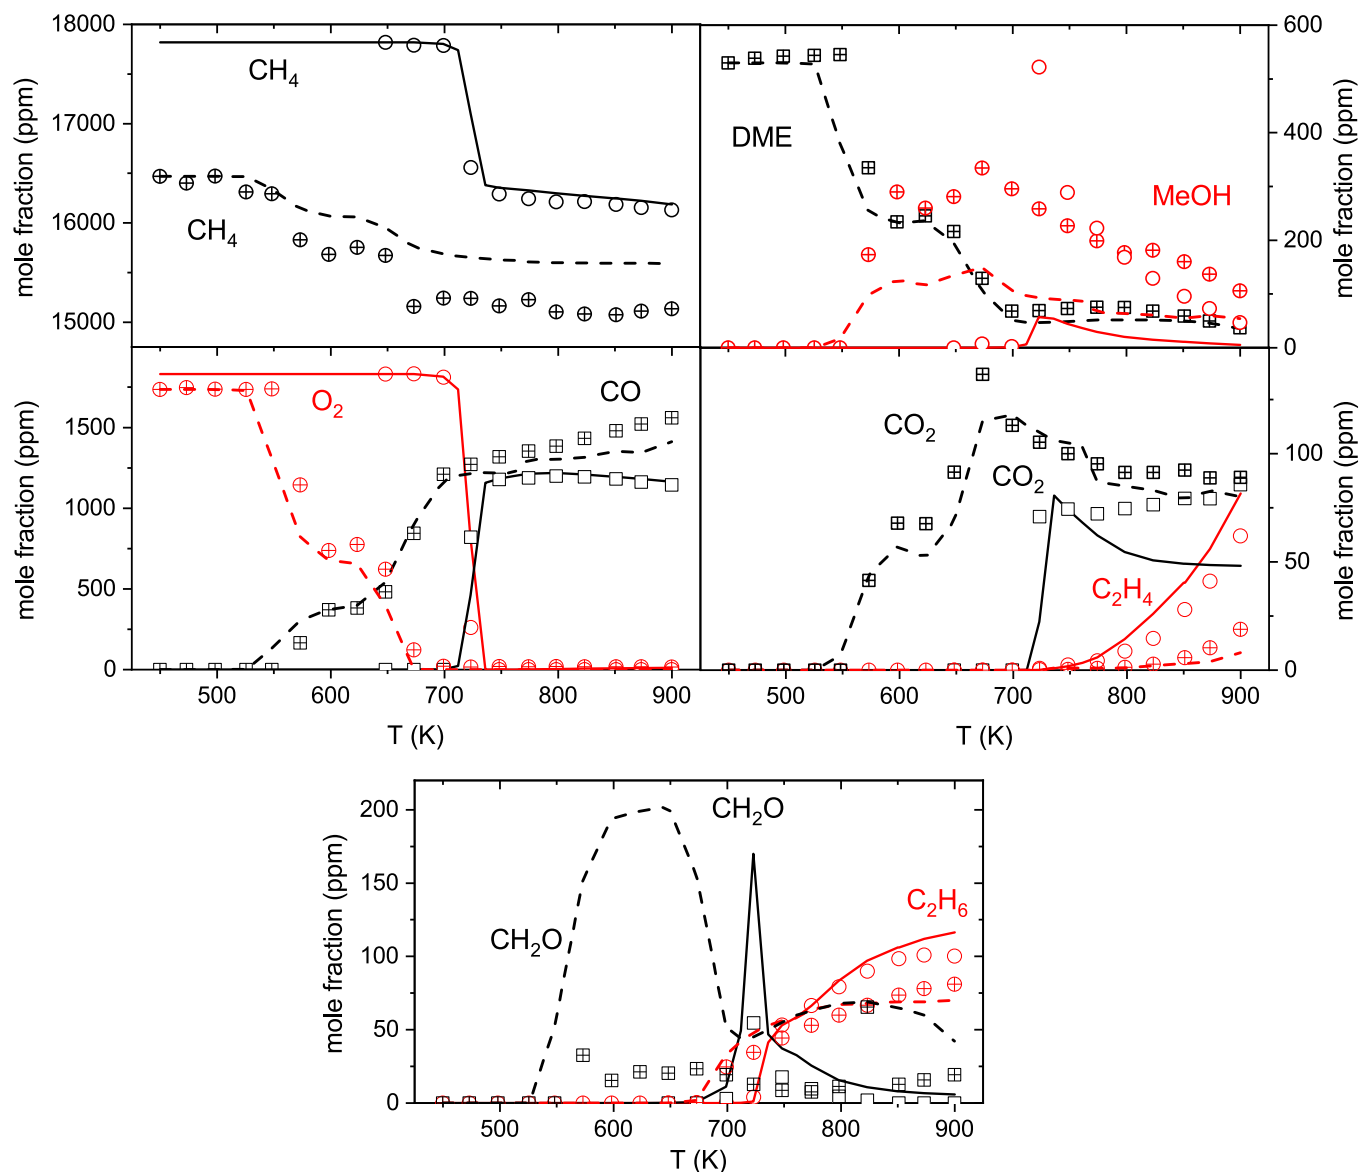 18000
17000
16000
15000
mole fraction (ppm)
CH4
CH4
600
400
200
0
mole fraction (ppm)
DME
MeOH
1500
1000
500
0
mole fraction (ppm)
O2
CO
500 600 700 800 900
T (K)
100
50
0
mole fraction (ppm)
CO2
CO2
C2H4
500 600 700 800 900
T (K)
200
150
100
50
0
mole fraction (ppm)
CH2O
CH2O
C2H6
500 600 700 800 900
T (K)